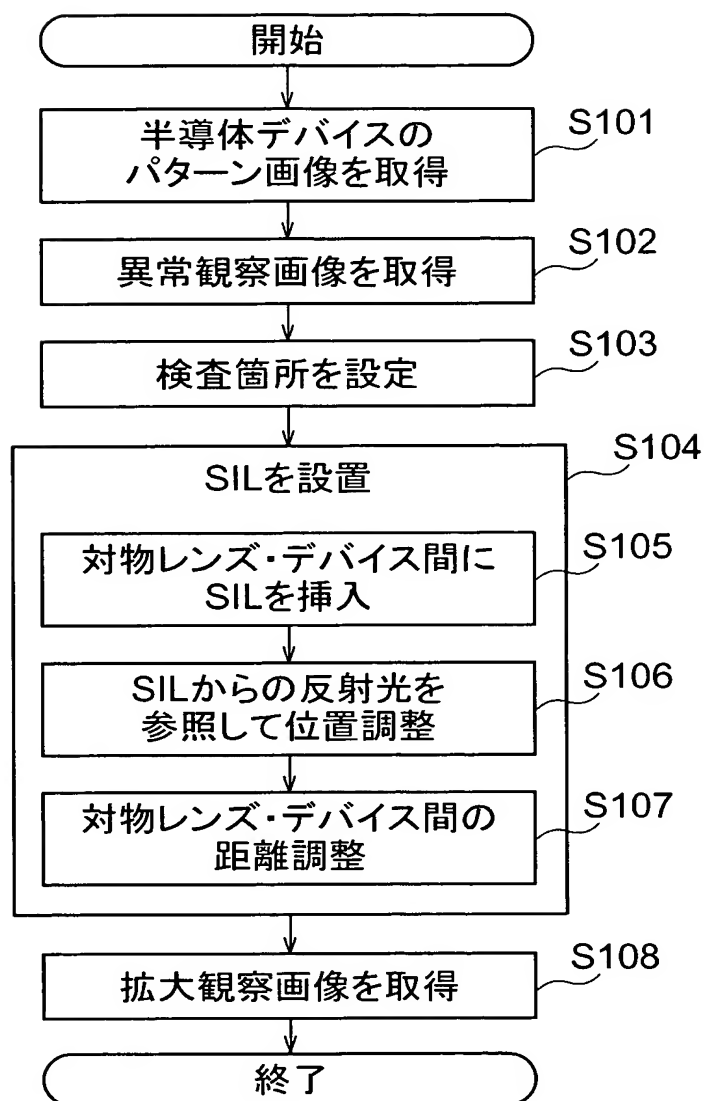 開始
S101
半導体デバイスの
パターン画像を取得
S102
異常観察画像を取得
S103
検査箇所を設定
S104
SILを設置
S105
対物レンズ・デバイス間に
SILを挿入
S106
SILからの反射光を
参照して位置調整
S107
対物レンズ・デバイス間の
距離調整
S108
拡大観察画像を取得
終了